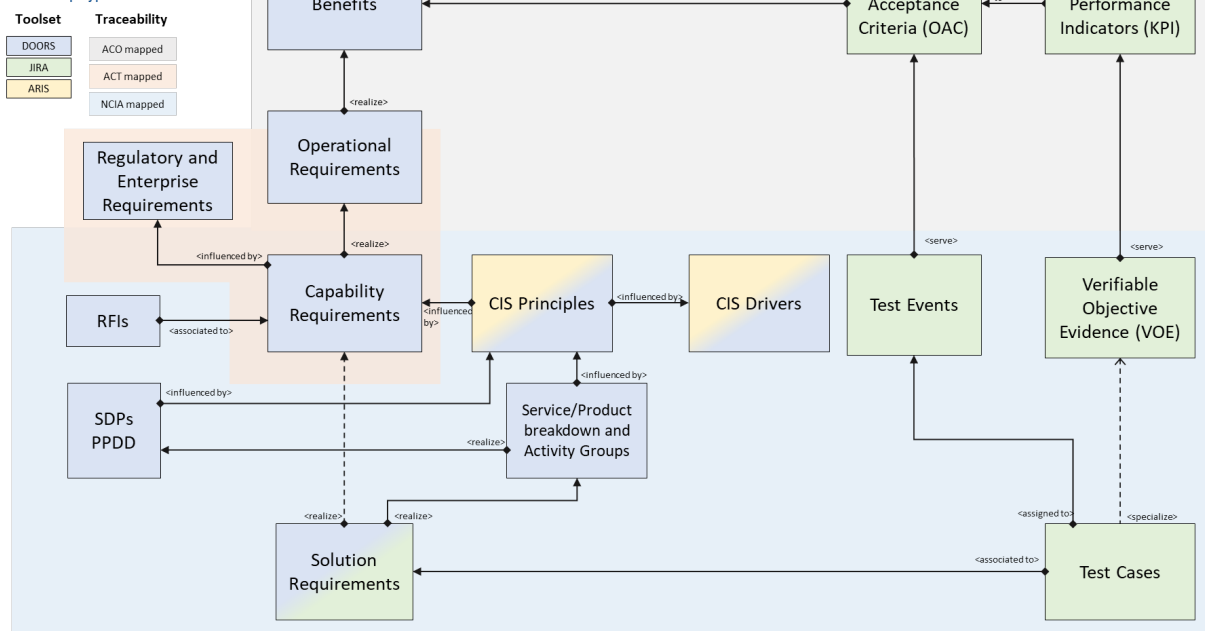 Benefits
Acceptance
Criteria (OAC)
Performance
Indicators (KPI)
Toolset
Traceability
DOORS
JIRA
ARIS
ACO mapped
ACT mapped
NCIA mapped
<realize>
Operational
Requirements
Regulatory and
Enterprise
Requirements
<realize>
<influenced by>
<serve>
<serve>
Capability
Requirements
<influenced
by>
CIS Principles
<influenced by>
CIS Drivers
Test Events
Verifiable
Objective
Evidence (VOE)
RFIs
<associated to>
<influenced by>
<influenced by>
SDPs
PPDD
Service/Product
breakdown and
Activity Groups
<realize>
<realize>
<realize>
<assigned to>
<specialize>
Solution
Requirements
<associated to>
Test Cases